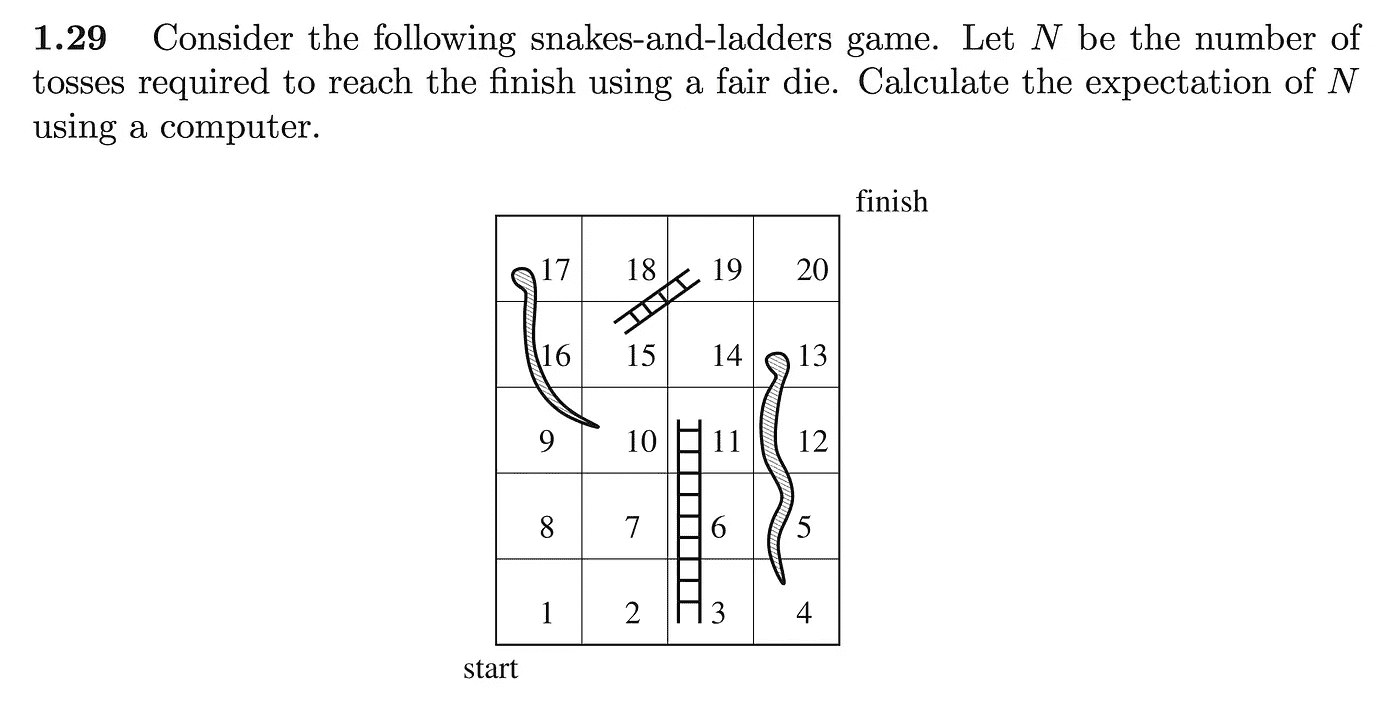 1.29 Consider the following snakes-and-ladders game. Let N be the number of
tosses required to reach the finish using a fair die. Calculate the expectation of N
using a computer.
finish
17 18 19 20
16 15 14 13
9 10 11 12
8 7 6 5
1 2 3 4
start